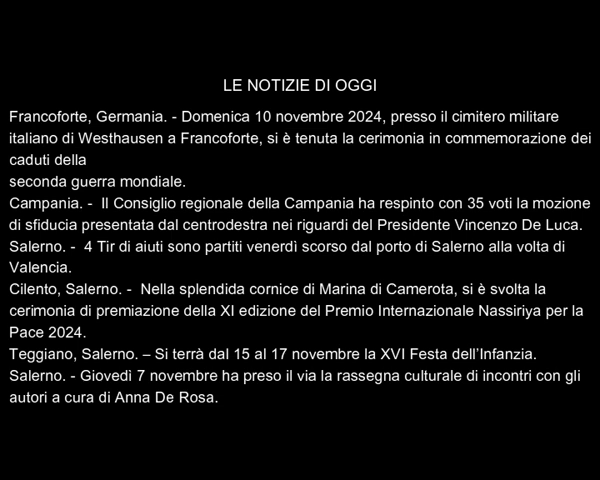 LE NOTIZIE DI OGGI
Francoforte, Germania. - Domenica 10 novembre 2024, presso il cimitero militare
italiano di Westhausen a Francoforte, si è tenuta la cerimonia in commemorazione dei
caduti della
seconda guerra mondiale.
Campania. -  Il Consiglio regionale della Campania ha respinto con 35 voti la mozione
di sfiducia presentata dal centrodestra nei riguardi del Presidente Vincenzo De Luca.
Salerno. -  4 Tir di aiuti sono partiti venerdì scorso dal porto di Salerno alla volta di
Valencia.
Cilento, Salerno. -  Nella splendida cornice di Marina di Camerota, si è svolta la
cerimonia di premiazione della XI edizione del Premio Internazionale Nassiriya per la
Pace 2024.
Teggiano, Salerno. – Si terrà dal 15 al 17 novembre la XVI Festa dell’Infanzia.
Salerno. - Giovedì 7 novembre ha preso il via la rassegna culturale di incontri con gli
autori a cura di Anna De Rosa.